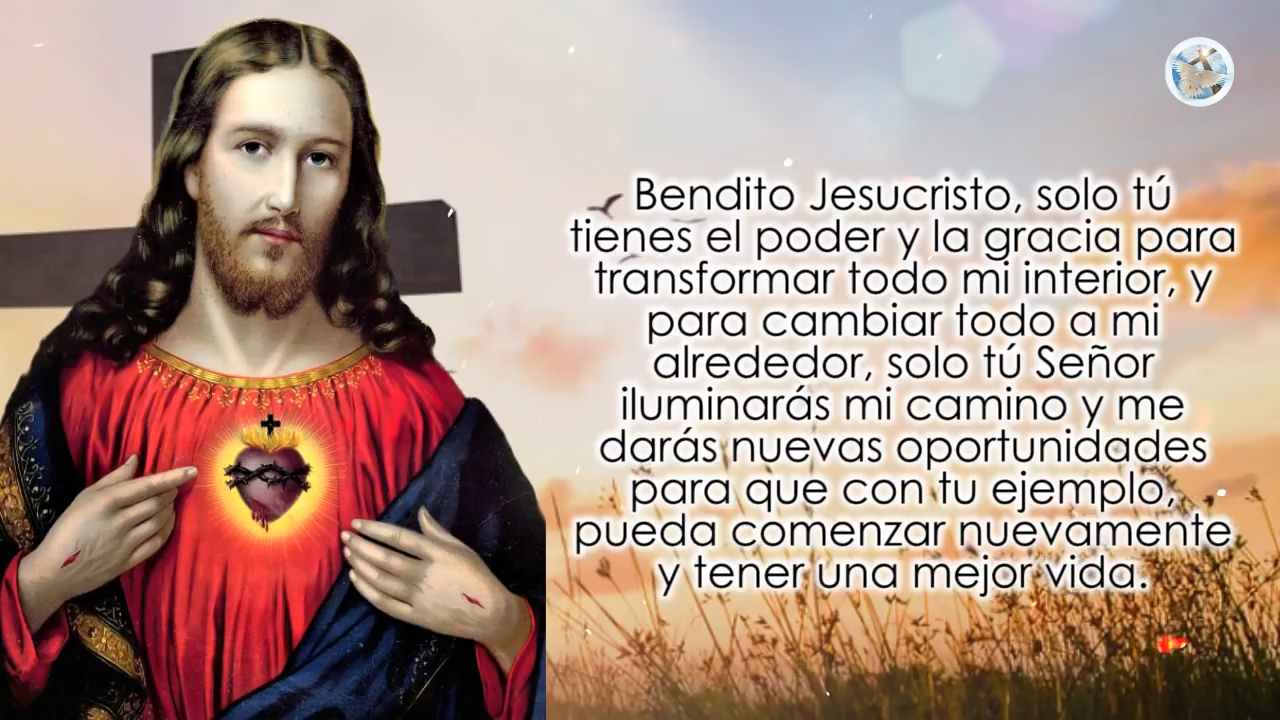 Bendito Jesucristo, solo tú
tienes el poder y la gracia para
transformar todo mi interior, y
para cambiar todo a mi
alrededor, solo tú Señor
iluminarás mi camino y me
darás nuevas oportunidades
para que con tu ejemplo,
pueda comenzar nuevamente
y tener una mejor vida.